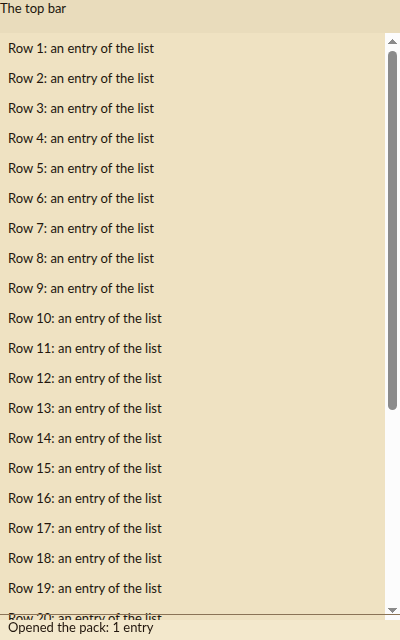 The top bar
Row 1: an entry of the list
Row 2: an entry of the list
Row 3: an entry of the list
Row 4: an entry of the list
Row 5: an entry of the list
Row 6: an entry of the list
Row 7: an entry of the list
Row 8: an entry of the list
Row 9: an entry of the list
Row 10: an entry of the list
Row 11: an entry of the list
Row 12: an entry of the list
Row 13: an entry of the list
Row 14: an entry of the list
Row 15: an entry of the list
Row 16: an entry of the list
Row 17: an entry of the list
Row 18: an entry of the list
Row 19: an entry of the list
Row 20: an entry of the list
Opened the pack: 1 entry